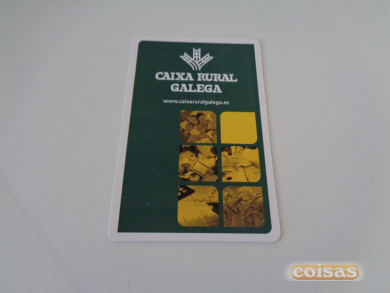 CAIXA RURAL
GALEGA
www.caixaruralgalega.es
coisas